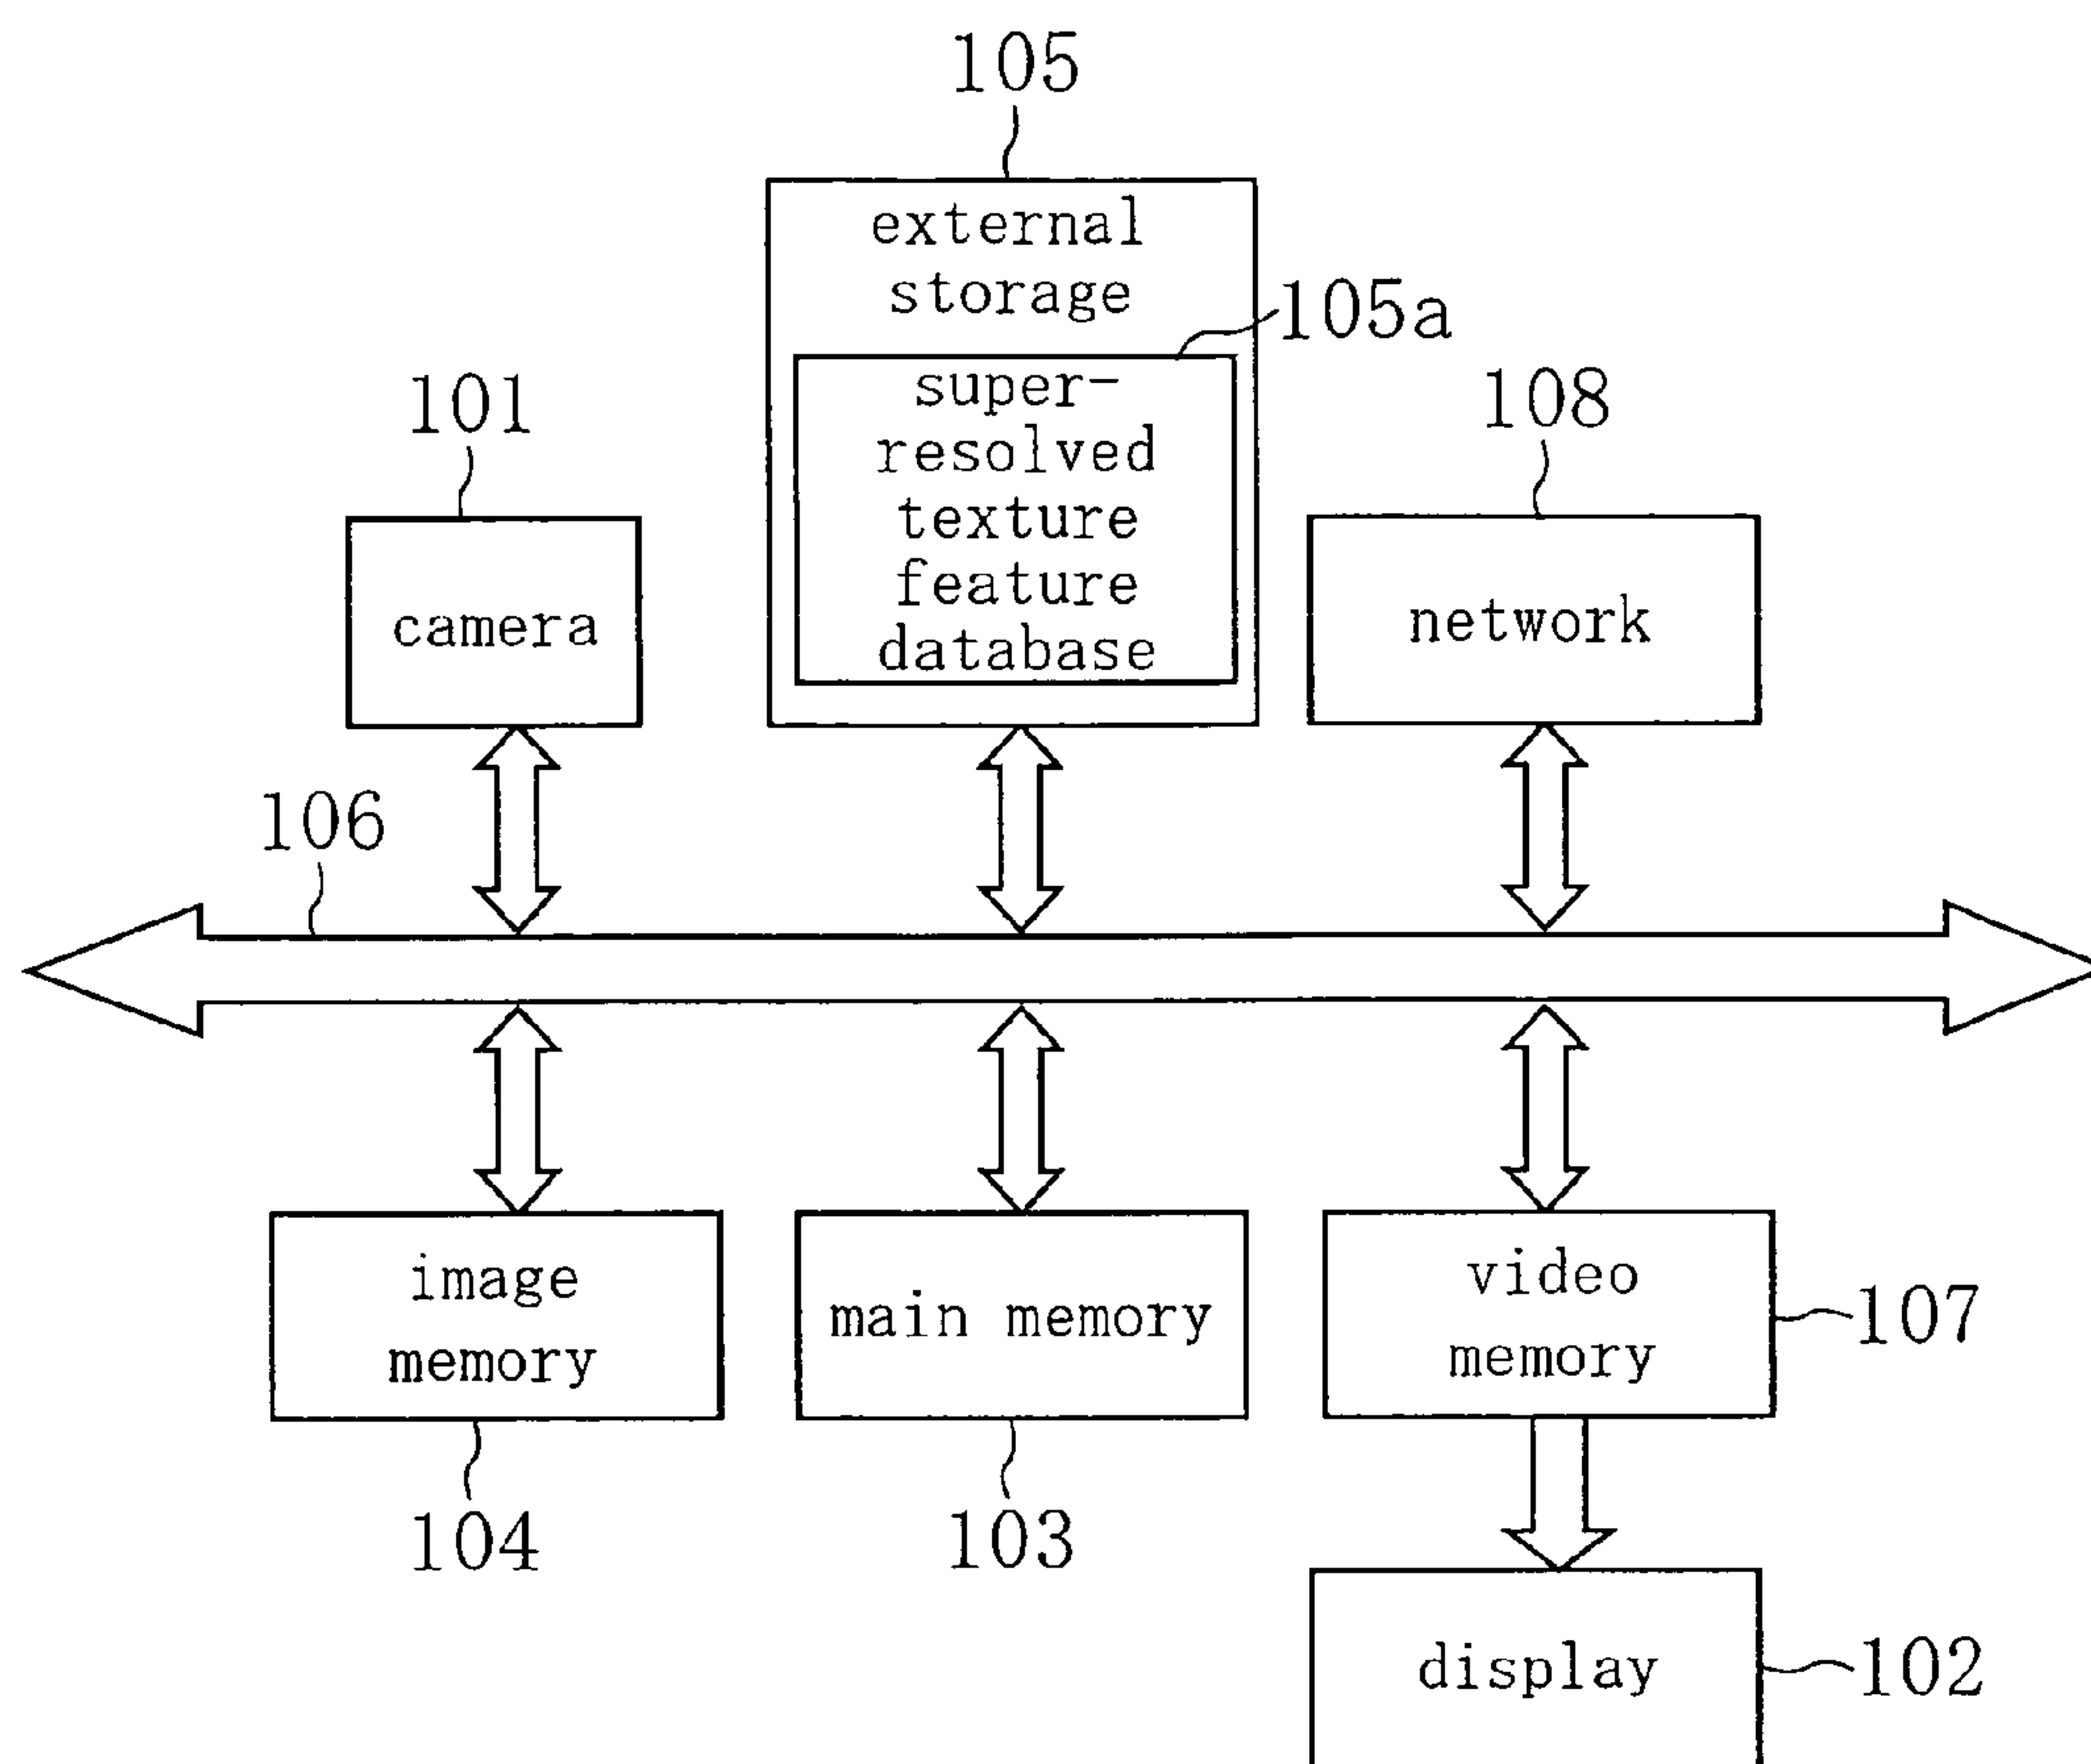 105
external
storage
105a
super-
resolved
texture
feature
database
101
camera
108
network
106
image
memory
104
main memory
103
video
memory
107
display
102